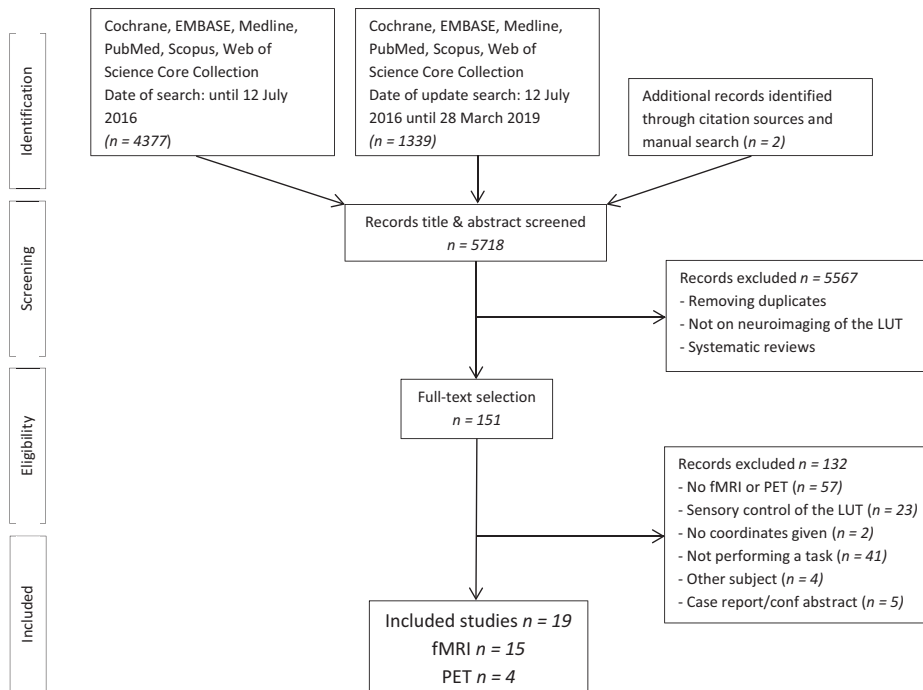 Cochrane, EMBASE, Medline,
PubMed, Scopus, Web of
Science Core Collection
Date of search: until 12 July
2016
(n = 4377)
Cochrane, EMBASE, Medline,
PubMed, Scopus, Web of
Science Core Collection
Date of update search: 12 July
2016 until 28 March 2019
(n = 1339)
Additional records identified
through citation sources and
manual search (n = 2)
Identification
Records title & abstract screened
n = 5718
Screening
Records excluded n = 5567
- Removing duplicates
- Not on neuroimaging of the LUT
- Systematic reviews
Full-text selection
n = 151
Eligibility
Records excluded n = 132
- No fMRI or PET (n = 57)
- Sensory control of the LUT (n = 23)
- No coordinates given (n = 2)
- Not performing a task (n = 41)
- Other subject (n = 4)
- Case report/conf abstract (n = 5)
Included
Included studies n = 19
fMRI n = 15
PET n = 4